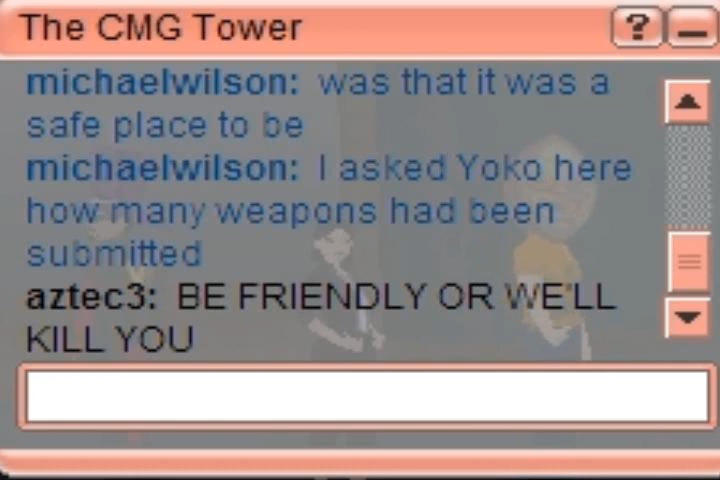 The CMG Tower
?
michaelwilson: was that it was a
safe place to be
michaelwilson: I asked Yoko here
how many weapons had been
submitted
aztec3: BE FRIENDLY OR WE'LL
KILL YOU